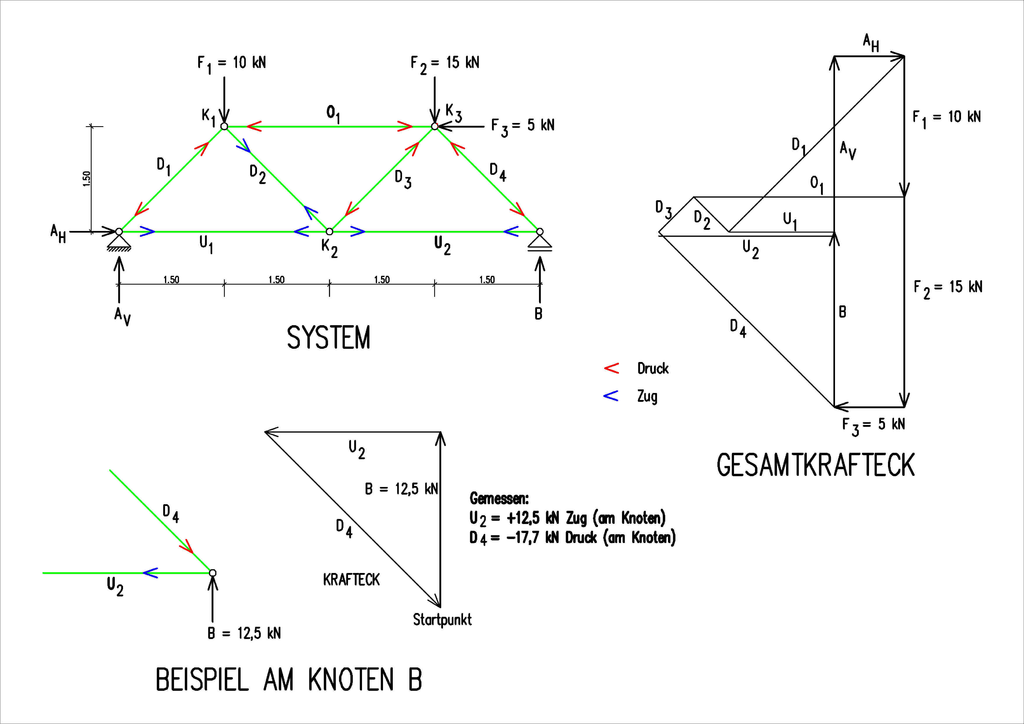 F1 = 10 kN
F2 = 15 kN
K1
O1
K3
F3 = 5 kN
1.50
D1
D2
D3
D4
AH
U1
K2
U2
1.50
1.50
1.50
1.50
AV
B
SYSTEM
AH
F1 = 10 kN
D1
AV
O1
D3
D2
U1
U2
F2 = 15 kN
B
D4
F3 = 5 kN
GESAMTKRAFTECK
Druck
Zug
D4
U2
B = 12,5 kN
BEISPIEL AM KNOTEN B
U2
B = 12,5 kN
D4
KRAFTECK
Startpunkt
Gemessen:
U2 = +12,5 kN Zug (am Knoten)
D4 = -17,7 kN Druck (am Knoten)